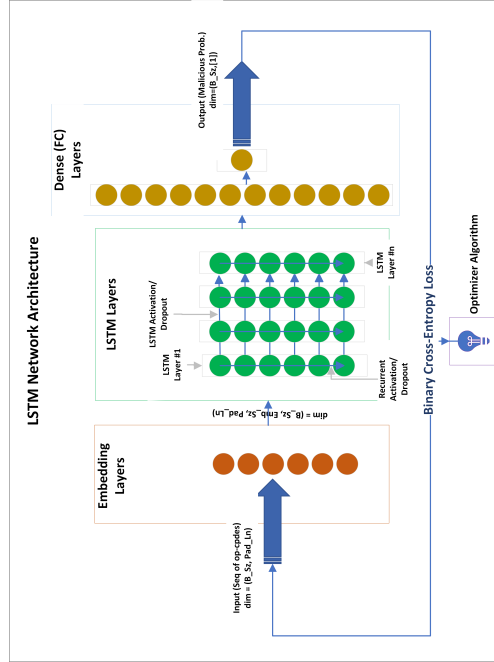 LSTM Network Architecture
Input (Seq of op-cpdes)
dim = (B_Sz, Pad_Ln)
Embedding
Layers
dim = (B_Sz, Emb_Sz, Pad_Ln)
LSTM Layers
LSTM
Layer #1
LSTM Activation/
Dropout
Recurrent
Activation/
Dropout
LSTM
Layer #n
Dense (FC)
Layers
Output (Malicious Prob.)
dim=(B_Sz,[1])
Binary Cross-Entropy Loss
Optimizer Algorithm